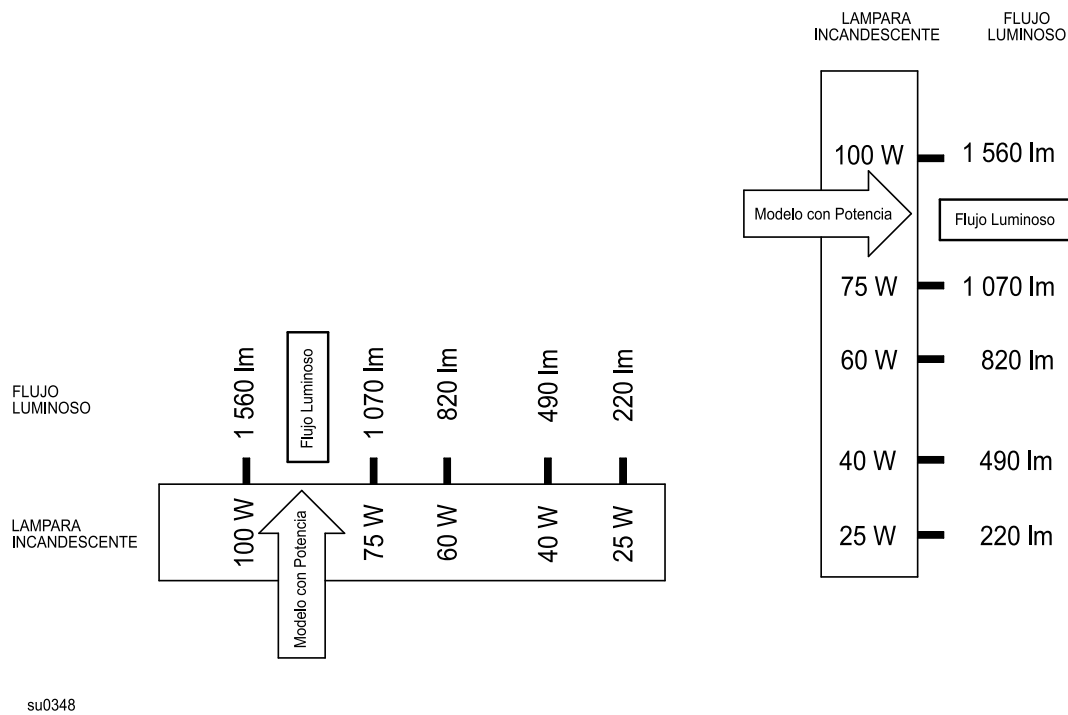 LAMPARA
INCANDESCENTE
FLUJO
LUMINOSO
100 W
1 560 lm
Modelo con Potencia
Flujo Luminoso
75 W
1 070 lm
60 W
820 lm
40 W
490 lm
25 W
220 lm
FLUJO
LUMINOSO
1 560 lm
Flujo Luminoso
1 070 lm
820 lm
490 lm
220 lm
LAMPARA
INCANDESCENTE
100 W
Modelo con Potencia
75 W
60 W
40 W
25 W
su0348